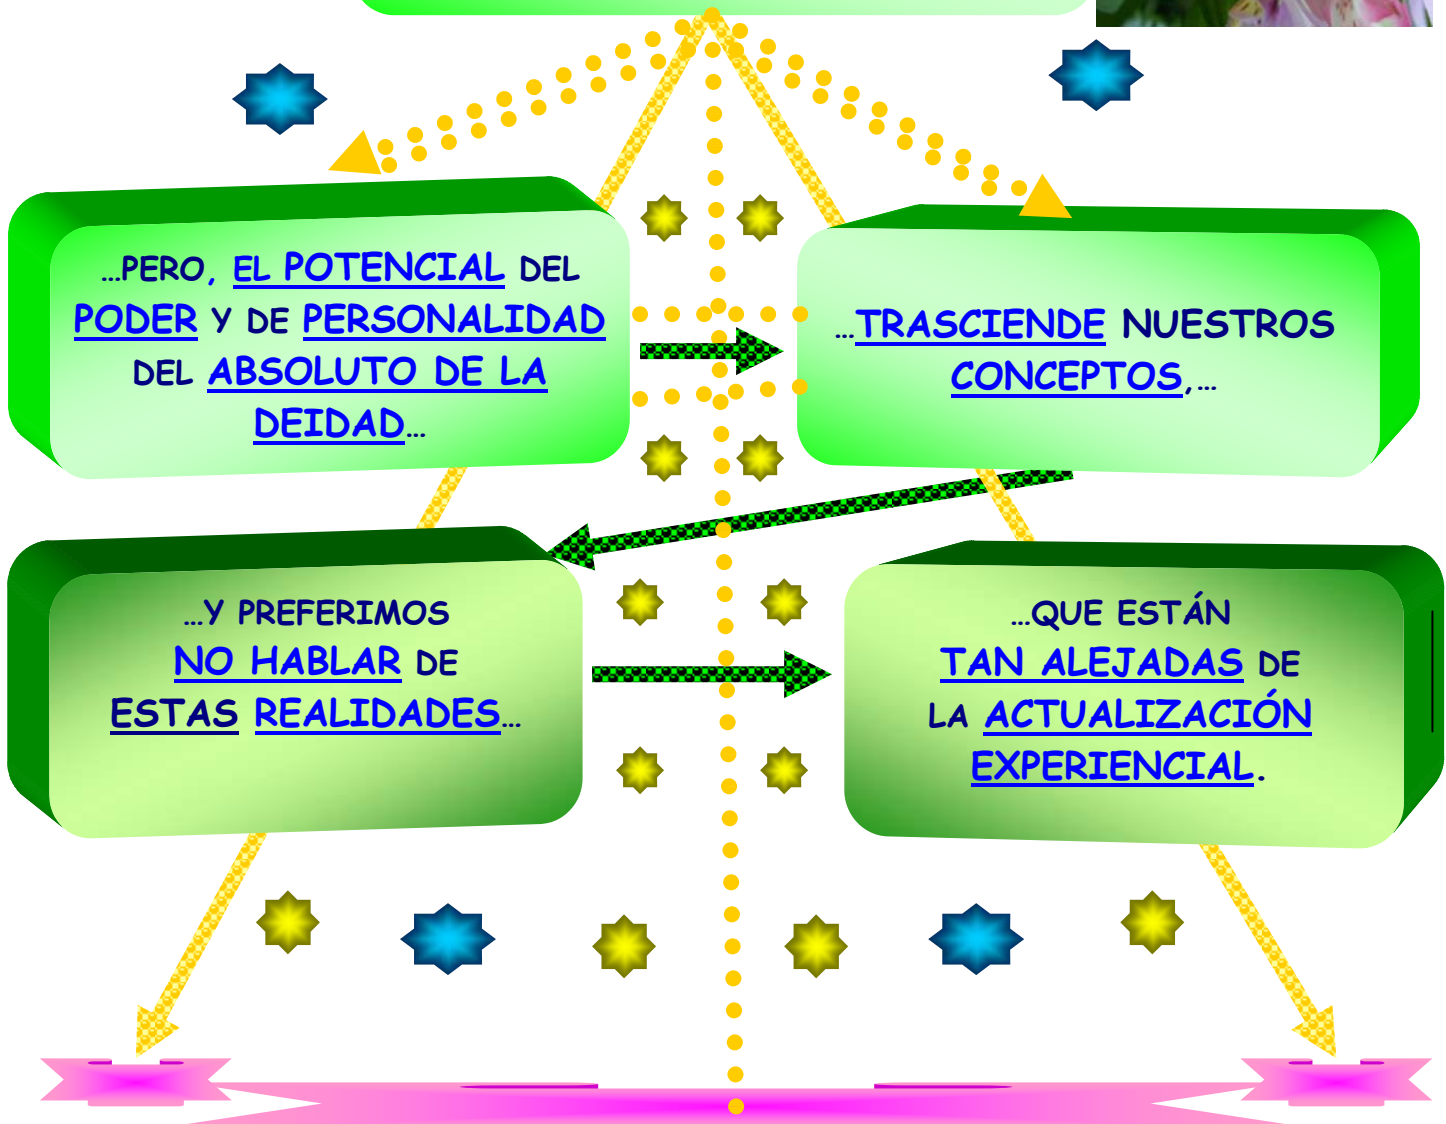 …PERO, EL POTENCIAL DEL
PODER Y DE PERSONALIDAD
DEL ABSOLUTO DE LA
DEIDAD…
…TRASCIENDE NUESTROS
CONCEPTOS,…
…Y PREFERIMOS
NO HABLAR DE
ESTAS REALIDADES…
…QUE ESTÁN
TAN ALEJADAS DE
LA ACTUALIZACIÓN
EXPERIENCIAL.